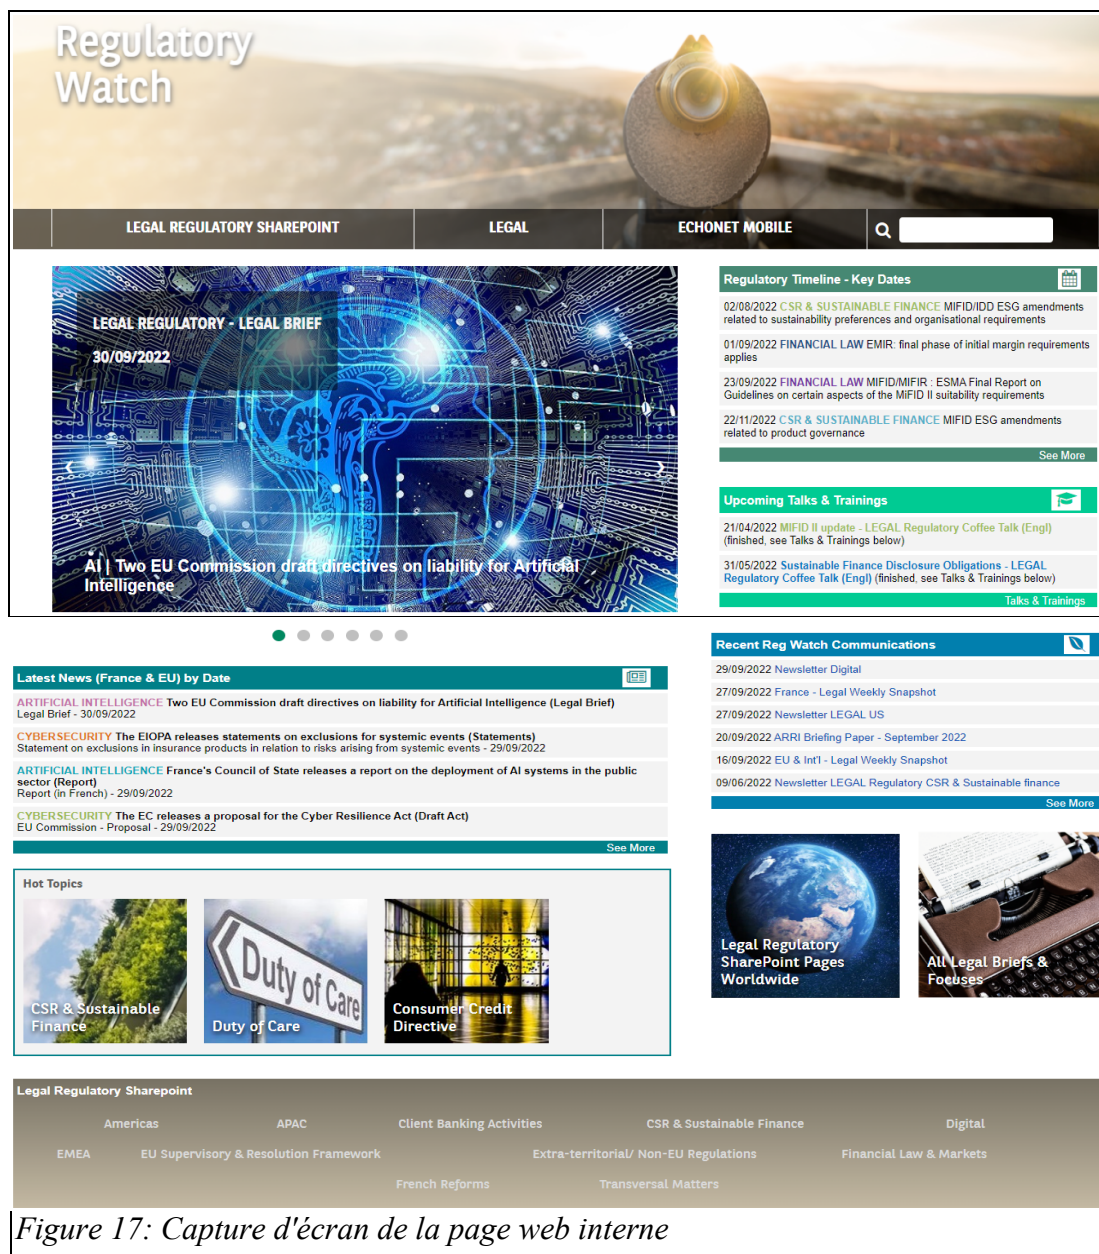 Regulatory
Watch
LEGAL REGULATORY SHAREPOINT
LEGAL
ECHONET MOBILE
LEGAL REGULATORY - LEGAL BRIEF
30/09/2022
AI | Two EU Commission draft directives on liability for Artificial
Intelligence
Regulatory Timeline - Key Dates
02/08/2022 CSR & SUSTAINABLE FINANCE MIFID/IDD ESG amendments
related to sustainability preferences and organisational requirements
01/09/2022 FINANCIAL LAW EMIR: final phase of initial margin requirements
applies
23/09/2022 FINANCIAL LAW MIFID/MIFIR : ESMA Final Report on
Guidelines on certain aspects of the MiFID II suitability requirements
22/11/2022 CSR & SUSTAINABLE FINANCE MIFID ESG amendments
related to product governance
See More
Upcoming Talks & Trainings
21/04/2022 MIFID II update - LEGAL Regulatory Coffee Talk (Engl)
(finished, see Talks & Trainings below)
31/05/2022 Sustainable Finance Disclosure Obligations - LEGAL
Regulatory Coffee Talk (Engl) (finished, see Talks & Trainings below)
Talks & Trainings
Latest News (France & EU) by Date
ARTIFICIAL INTELLIGENCE Two EU Commission draft directives on liability for Artificial Intelligence (Legal Brief)
Legal Brief - 30/09/2022
CYBERSECURITY The EIOPA releases statements on exclusions for systemic events (Statements)
Statement on exclusions in insurance products in relation to risks arising from systemic events - 29/09/2022
ARTIFICIAL INTELLIGENCE France's Council of State releases a report on the deployment of AI systems in the public
sector (Report)
Report (in French) - 29/09/2022
CYBERSECURITY The EC releases a proposal for the Cyber Resilience Act (Draft Act)
EU Commission - Proposal - 29/09/2022
See More
Recent Reg Watch Communications
29/09/2022 Newsletter Digital
27/09/2022 France - Legal Weekly Snapshot
27/09/2022 Newsletter LEGAL US
20/09/2022 ARRI Briefing Paper - September 2022
16/09/2022 EU & Int'l - Legal Weekly Snapshot
09/06/2022 Newsletter LEGAL Regulatory CSR & Sustainable finance
See More
Hot Topics
CSR & Sustainable
Finance
Duty of Care
Duty of Care
Consumer Credit
Directive
Legal Regulatory
SharePoint Pages
Worldwide
All Legal Briefs &
Focuses
Legal Regulatory Sharepoint
Americas
APAC
Client Banking Activities
CSR & Sustainable Finance
Digital
EMEA
EU Supervisory & Resolution Framework
Extra-territorial/ Non-EU Regulations
Financial Law & Markets
French Reforms
Transversal Matters
Figure 17: Capture d'écran de la page web interne